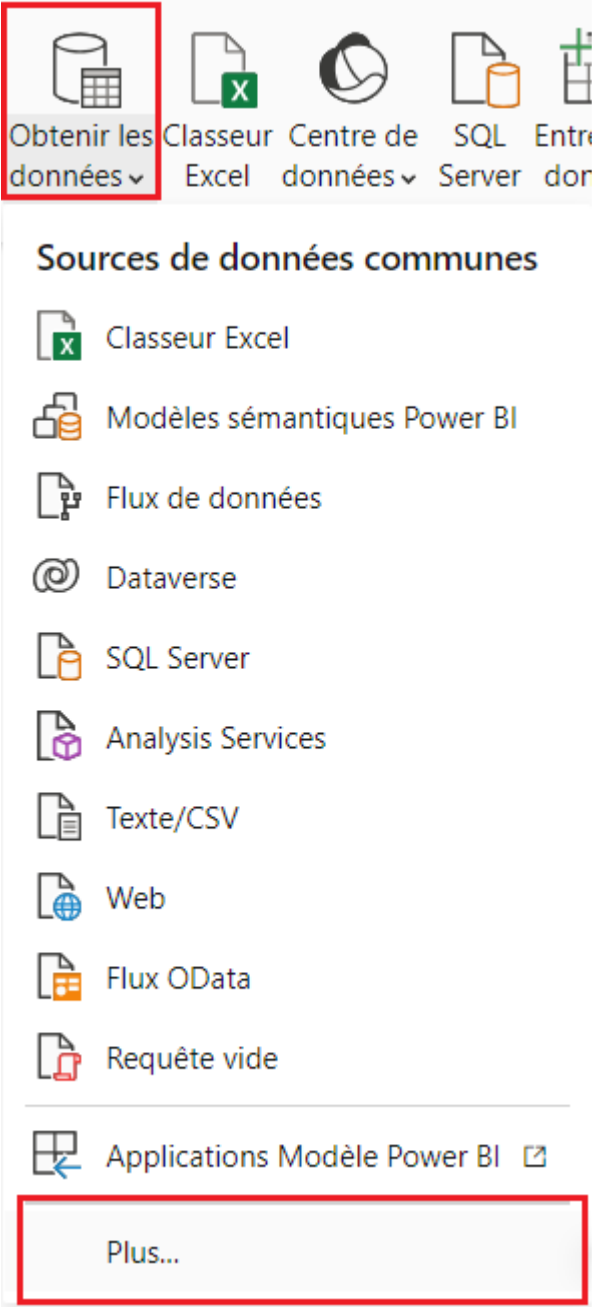 Obtenir les Classeur Centre de SQL
données Excel données Server
Sources de données communes
Classeur Excel
Modèles sémantiques Power BI
Flux de données
Dataverse
SQL Server
Analysis Services
Texte/CSV
Web
Flux OData
Requête vide
Applications Modèle Power BI
Plus...